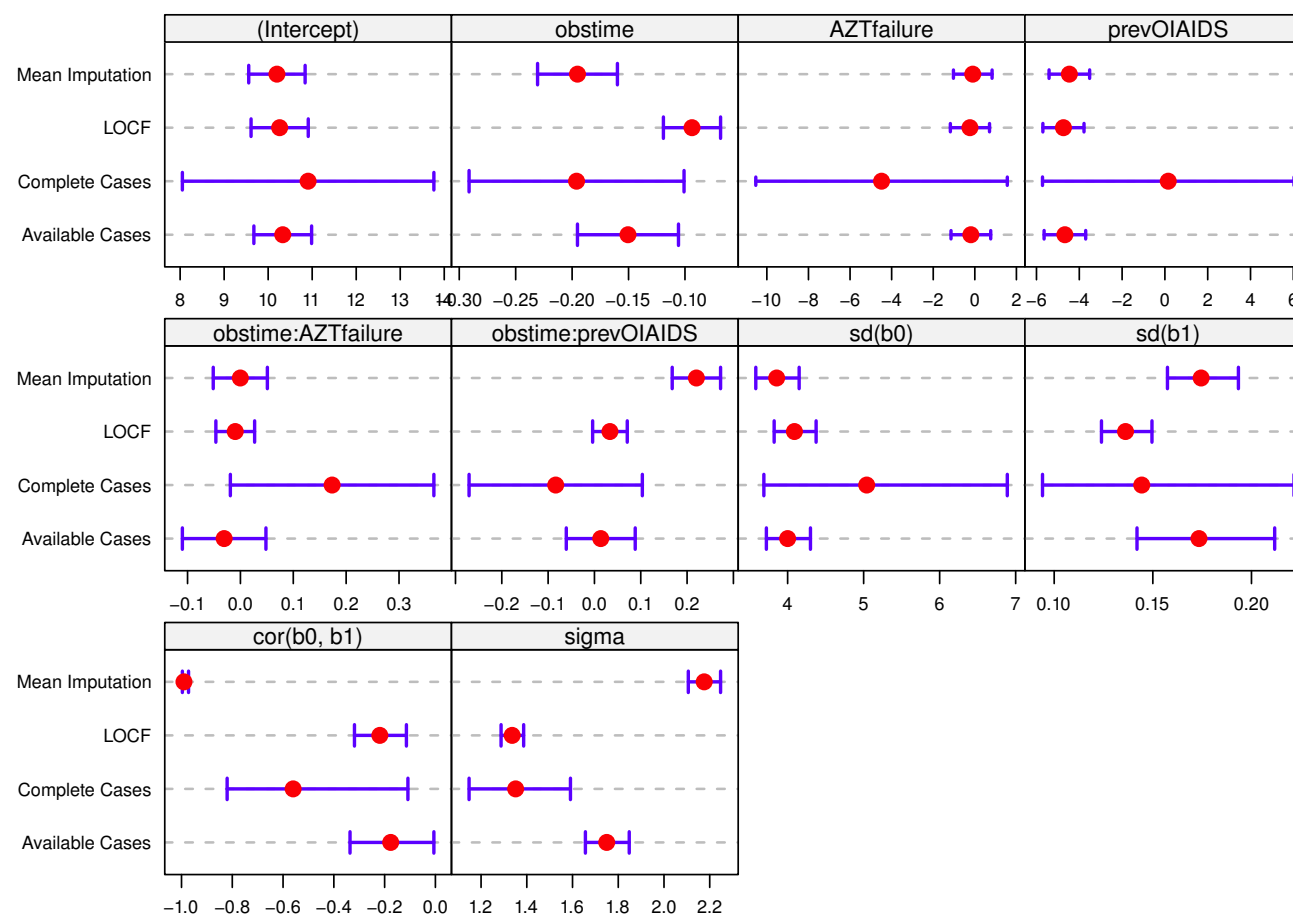 (Intercept) obstime AZTfailure prevOIAIDS
Mean Imputation
LOCF
Complete Cases
Available Cases
8 9 10 11 12 13 14 −0.30 −0.25 −0.20 −0.15 −0.10 −10 −8 −6 −4 −2 0 2 −6 −4 −2 0 2 4 6
obstime:AZTfailure obstime:prevOIAIDS sd(b0) sd(b1)
Mean Imputation
LOCF
Complete Cases
Available Cases
−0.1 0.0 0.1 0.2 0.3 −0.2 −0.1 0.0 0.1 0.2 4 5 6 7 0.10 0.15 0.20
cor(b0, b1) sigma
Mean Imputation
LOCF
Complete Cases
Available Cases
−1.0 −0.8 −0.6 −0.4 −0.2 0.0 1.2 1.4 1.6 1.8 2.0 2.2